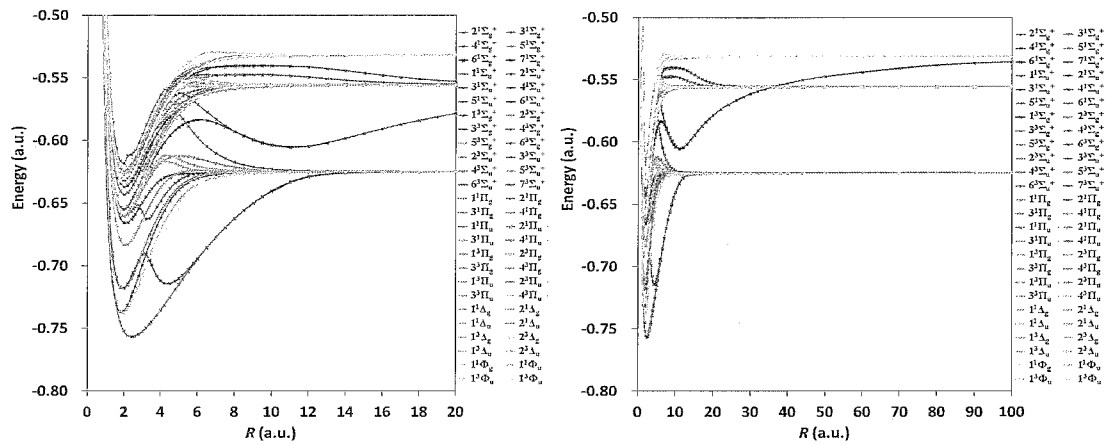 -0.50
-0.55
-0.60
-0.65
-0.70
-0.75
-0.80
Energy (a.u.)
0 2 4 6 8 10 12 14 16 18 20
R (a.u.)
2¹Σg⁺ 3¹Σg⁺
4¹Σg⁺ 5¹Σg⁺
6¹Σg⁺ 7¹Σg⁺
1¹Σu⁺ 2¹Σu⁺
3¹Σu⁺ 4¹Σu⁺
5¹Σu⁺ 6¹Σu⁺
1³Σg⁺ 2³Σg⁺
3³Σg⁺ 4³Σg⁺
5³Σg⁺ 6³Σg⁺
2³Σu⁺ 3³Σu⁺
4³Σu⁺ 5³Σu⁺
6³Σu⁺ 7³Σu⁺
1¹Πg 2¹Πg
3¹Πg 4¹Πg
1¹Πu 2¹Πu
3¹Πu 4¹Πu
1³Πg 2³Πg
3³Πg 4³Πg
1³Πu 2³Πu
3³Πu 4³Πu
1¹Δg 2¹Δg
1¹Δu 2¹Δu
1³Δg 2³Δg
1³Δu 2³Δu
1¹Φg 1¹Φu
1³Φu 1³Φu
-0.50
-0.55
-0.60
-0.65
-0.70
-0.75
-0.80
Energy (a.u.)
0 10 20 30 40 50 60 70 80 90 100
R (a.u.)
2¹Σg⁺ 3¹Σg⁺
4¹Σg⁺ 5¹Σg⁺
6¹Σg⁺ 7¹Σg⁺
1¹Σu⁺ 2¹Σu⁺
3¹Σu⁺ 4¹Σu⁺
5¹Σu⁺ 6¹Σu⁺
1³Σg⁺ 2³Σg⁺
3³Σg⁺ 4³Σg⁺
5³Σg⁺ 6³Σg⁺
2³Σu⁺ 3³Σu⁺
4³Σu⁺ 5³Σu⁺
6³Σu⁺ 7³Σu⁺
1¹Πg 2¹Πg
3¹Πg 4¹Πg
1¹Πu 2¹Πu
3¹Πu 4¹Πu
1³Πg 2³Πg
3³Πg 4³Πg
1³Πu 2³Πu
3³Πu 4³Πu
1¹Δg 2¹Δg
1¹Δu 2¹Δu
1³Δg 2³Δg
1³Δu 2³Δu
1¹Φg 1¹Φu
1³Φu 1³Φu